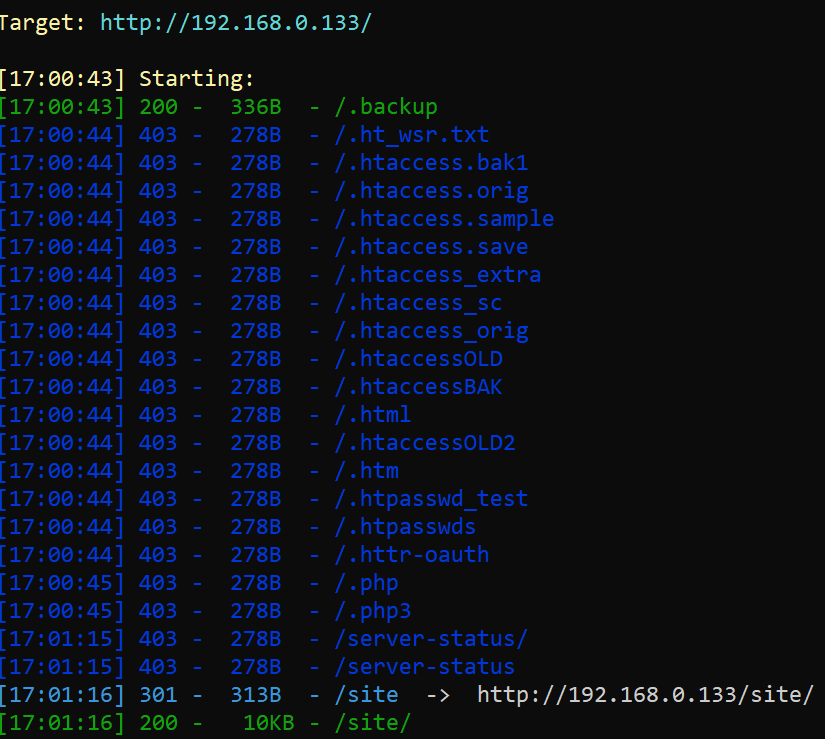 Target: http://192.168.0.133/
[17:00:43] Starting:
[17:00:43] 200 - 336B - /.backup
[17:00:44] 403 - 278B - /.ht_wsr.txt
[17:00:44] 403 - 278B - /.htaccess.bak1
[17:00:44] 403 - 278B - /.htaccess.orig
[17:00:44] 403 - 278B - /.htaccess.sample
[17:00:44] 403 - 278B - /.htaccess.save
[17:00:44] 403 - 278B - /.htaccess_extra
[17:00:44] 403 - 278B - /.htaccess_sc
[17:00:44] 403 - 278B - /.htaccess_orig
[17:00:44] 403 - 278B - /.htaccessOLD
[17:00:44] 403 - 278B - /.htaccessBAK
[17:00:44] 403 - 278B - /.html
[17:00:44] 403 - 278B - /.htaccessOLD2
[17:00:44] 403 - 278B - /.htm
[17:00:44] 403 - 278B - /.htpasswd_test
[17:00:44] 403 - 278B - /.htpasswds
[17:00:44] 403 - 278B - /.httr-oauth
[17:00:45] 403 - 278B - /.php
[17:00:45] 403 - 278B - /.php3
[17:01:15] 403 - 278B - /server-status/
[17:01:15] 403 - 278B - /server-status
[17:01:16] 301 - 313B - /site -> http://192.168.0.133/site/
[17:01:16] 200 - 10KB - /site/